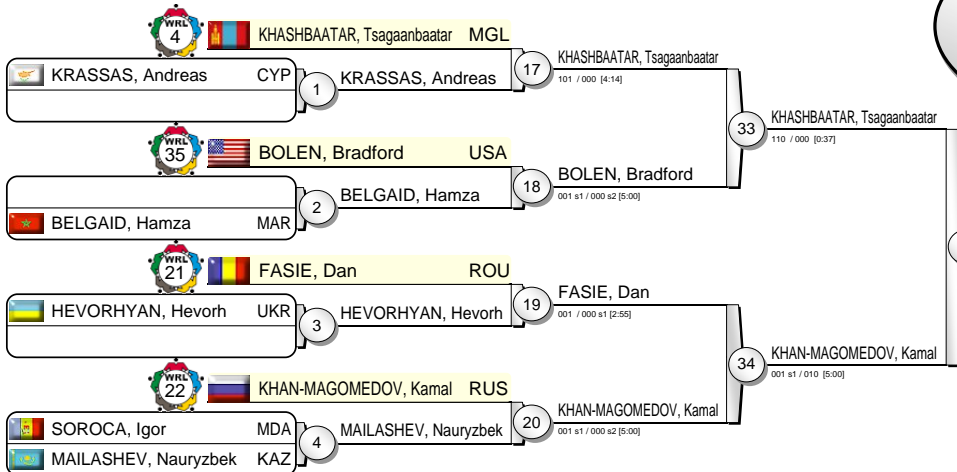 WRL 4 KHASHBAATAR, Tsagaanbaatar MGL
KRASSAS, Andreas CYP
1 KRASSAS, Andreas
17 KHASHBAATAR, Tsagaanbaatar
101 / 000 [4:14]
33 KHASHBAATAR, Tsagaanbaatar
110 / 000 [0:37]
WRL 35 BOLEN, Bradford USA
BELGAID, Hamza MAR
2 BELGAID, Hamza
18 BOLEN, Bradford
001 s1 / 000 s2 [5:00]
WRL 21 FASIE, Dan ROU
HEVORHYAN, Hevorh UKR
3 HEVORHYAN, Hevorh
19 FASIE, Dan
001 / 000 s1 [2:55]
34 KHAN-MAGOMEDOV, Kamal
001 s1 / 010 [5:00]
WRL 22 KHAN-MAGOMEDOV, Kamal RUS
SOROCA, Igor MDA
MAILASHEV, Nauryzbek KAZ
4 MAILASHEV, Nauryzbek
20 KHAN-MAGOMEDOV, Kamal
001 s1 / 000 s2 [5:00]